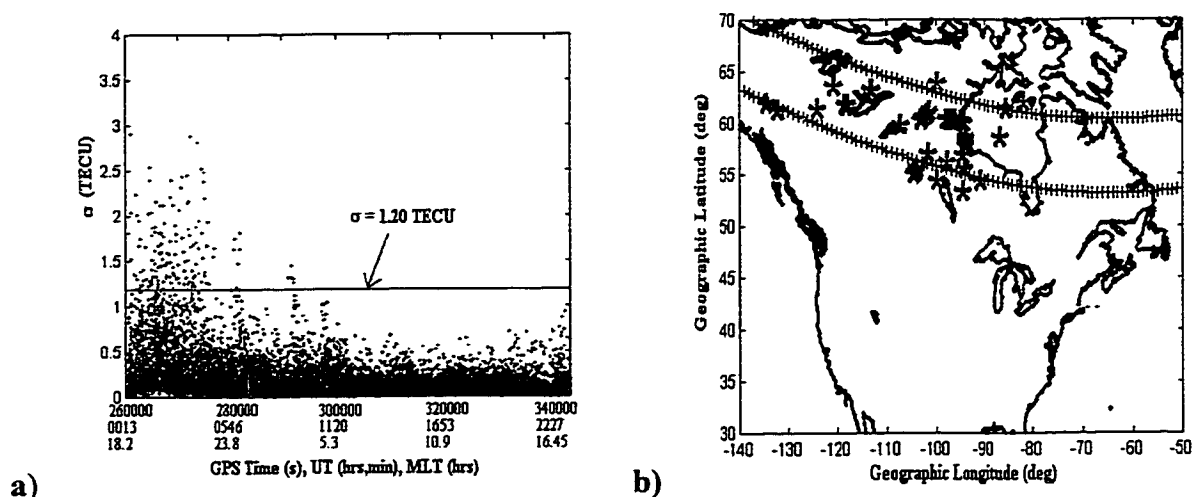 4
3.5
3
2.5
2
1.5
1
0.5
0
σ (TECU)
σ = 1.20 TECU
260000 280000 300000 320000 340000
0013 0546 1120 1653 2227
18.2 23.8 5.3 10.9 16.45
GPS Time (s), UT (hrs,min), MLT (hrs)
a)
70
65
60
55
50
45
40
35
30
Geographic Latitude (deg)
-140 -130 -120 -110 -100 -90 -80 -70 -60 -50
Geographic Longitude (deg)
b)